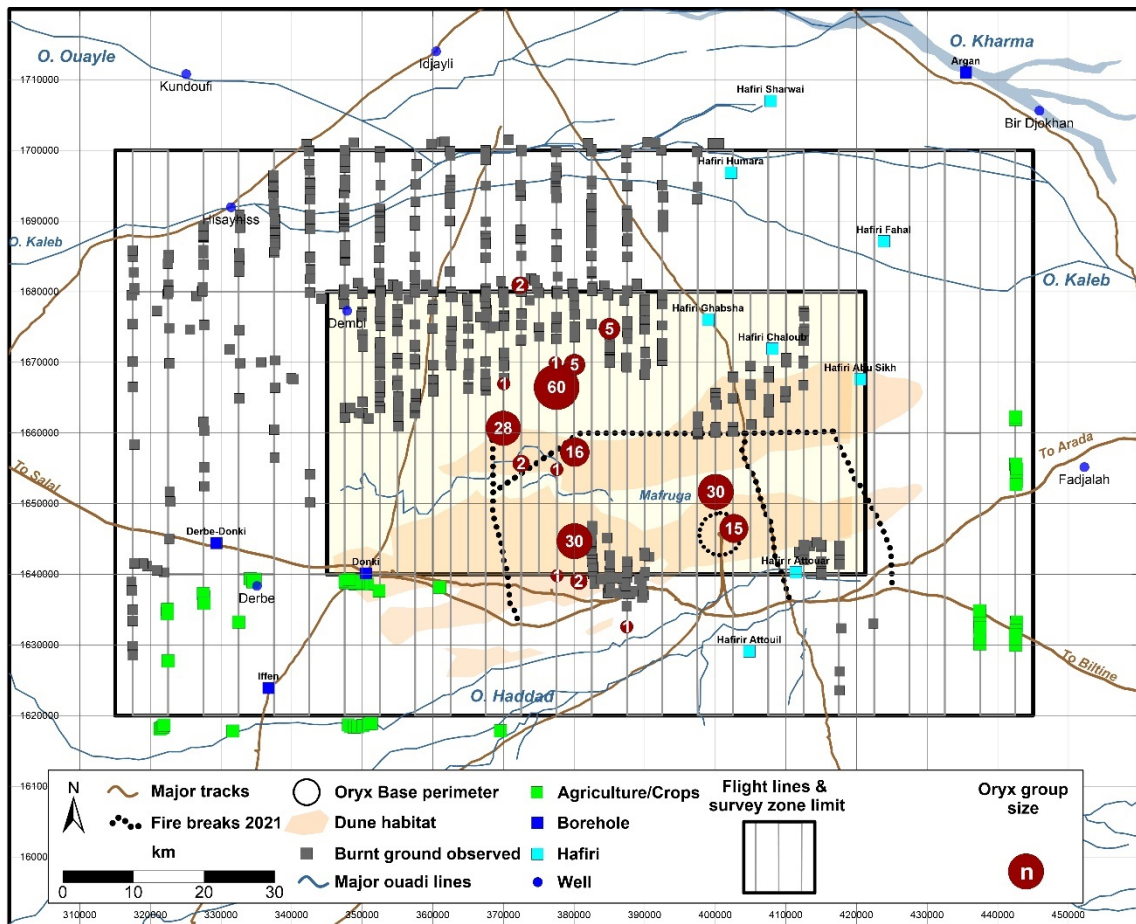 O. Ouayle
Idjayli
Kundoufi
O. Kharma
Argan
Bir Djokhan
Hafiri Sharwai
Hafiri Humara
Hafiri Fahal
Hisayhiss
O. Kaleb
O. Kaleb
Dembi
Hafiri Ghabsha
Hafiri Chaloub
Hafiri Abu Sikh
2
5
1
5
1
60
28
16
2
1
30
Mafruga
15
30
1
2
1
To Salal
To Arada
Fadjalah
Derbe-Donki
Donki
Derbe
Hafirir Attouar
Hafirir Attouil
To Biltine
Iffen
O. Haddad
1710000
1700000
1690000
1680000
1670000
1660000
1650000
1640000
1630000
1620000
16100
16000
N
Major tracks
Fire breaks 2021
km
0 10 20 30
Oryx Base perimeter
Dune habitat
Burnt ground observed
Major ouadi lines
Agriculture/Crops
Borehole
Hafiri
Well
Flight lines &
survey zone limit
Oryx group
size
n
310000 320000 330000 340000 350000 360000 370000 380000 390000 400000 410000 420000 430000 440000 45000